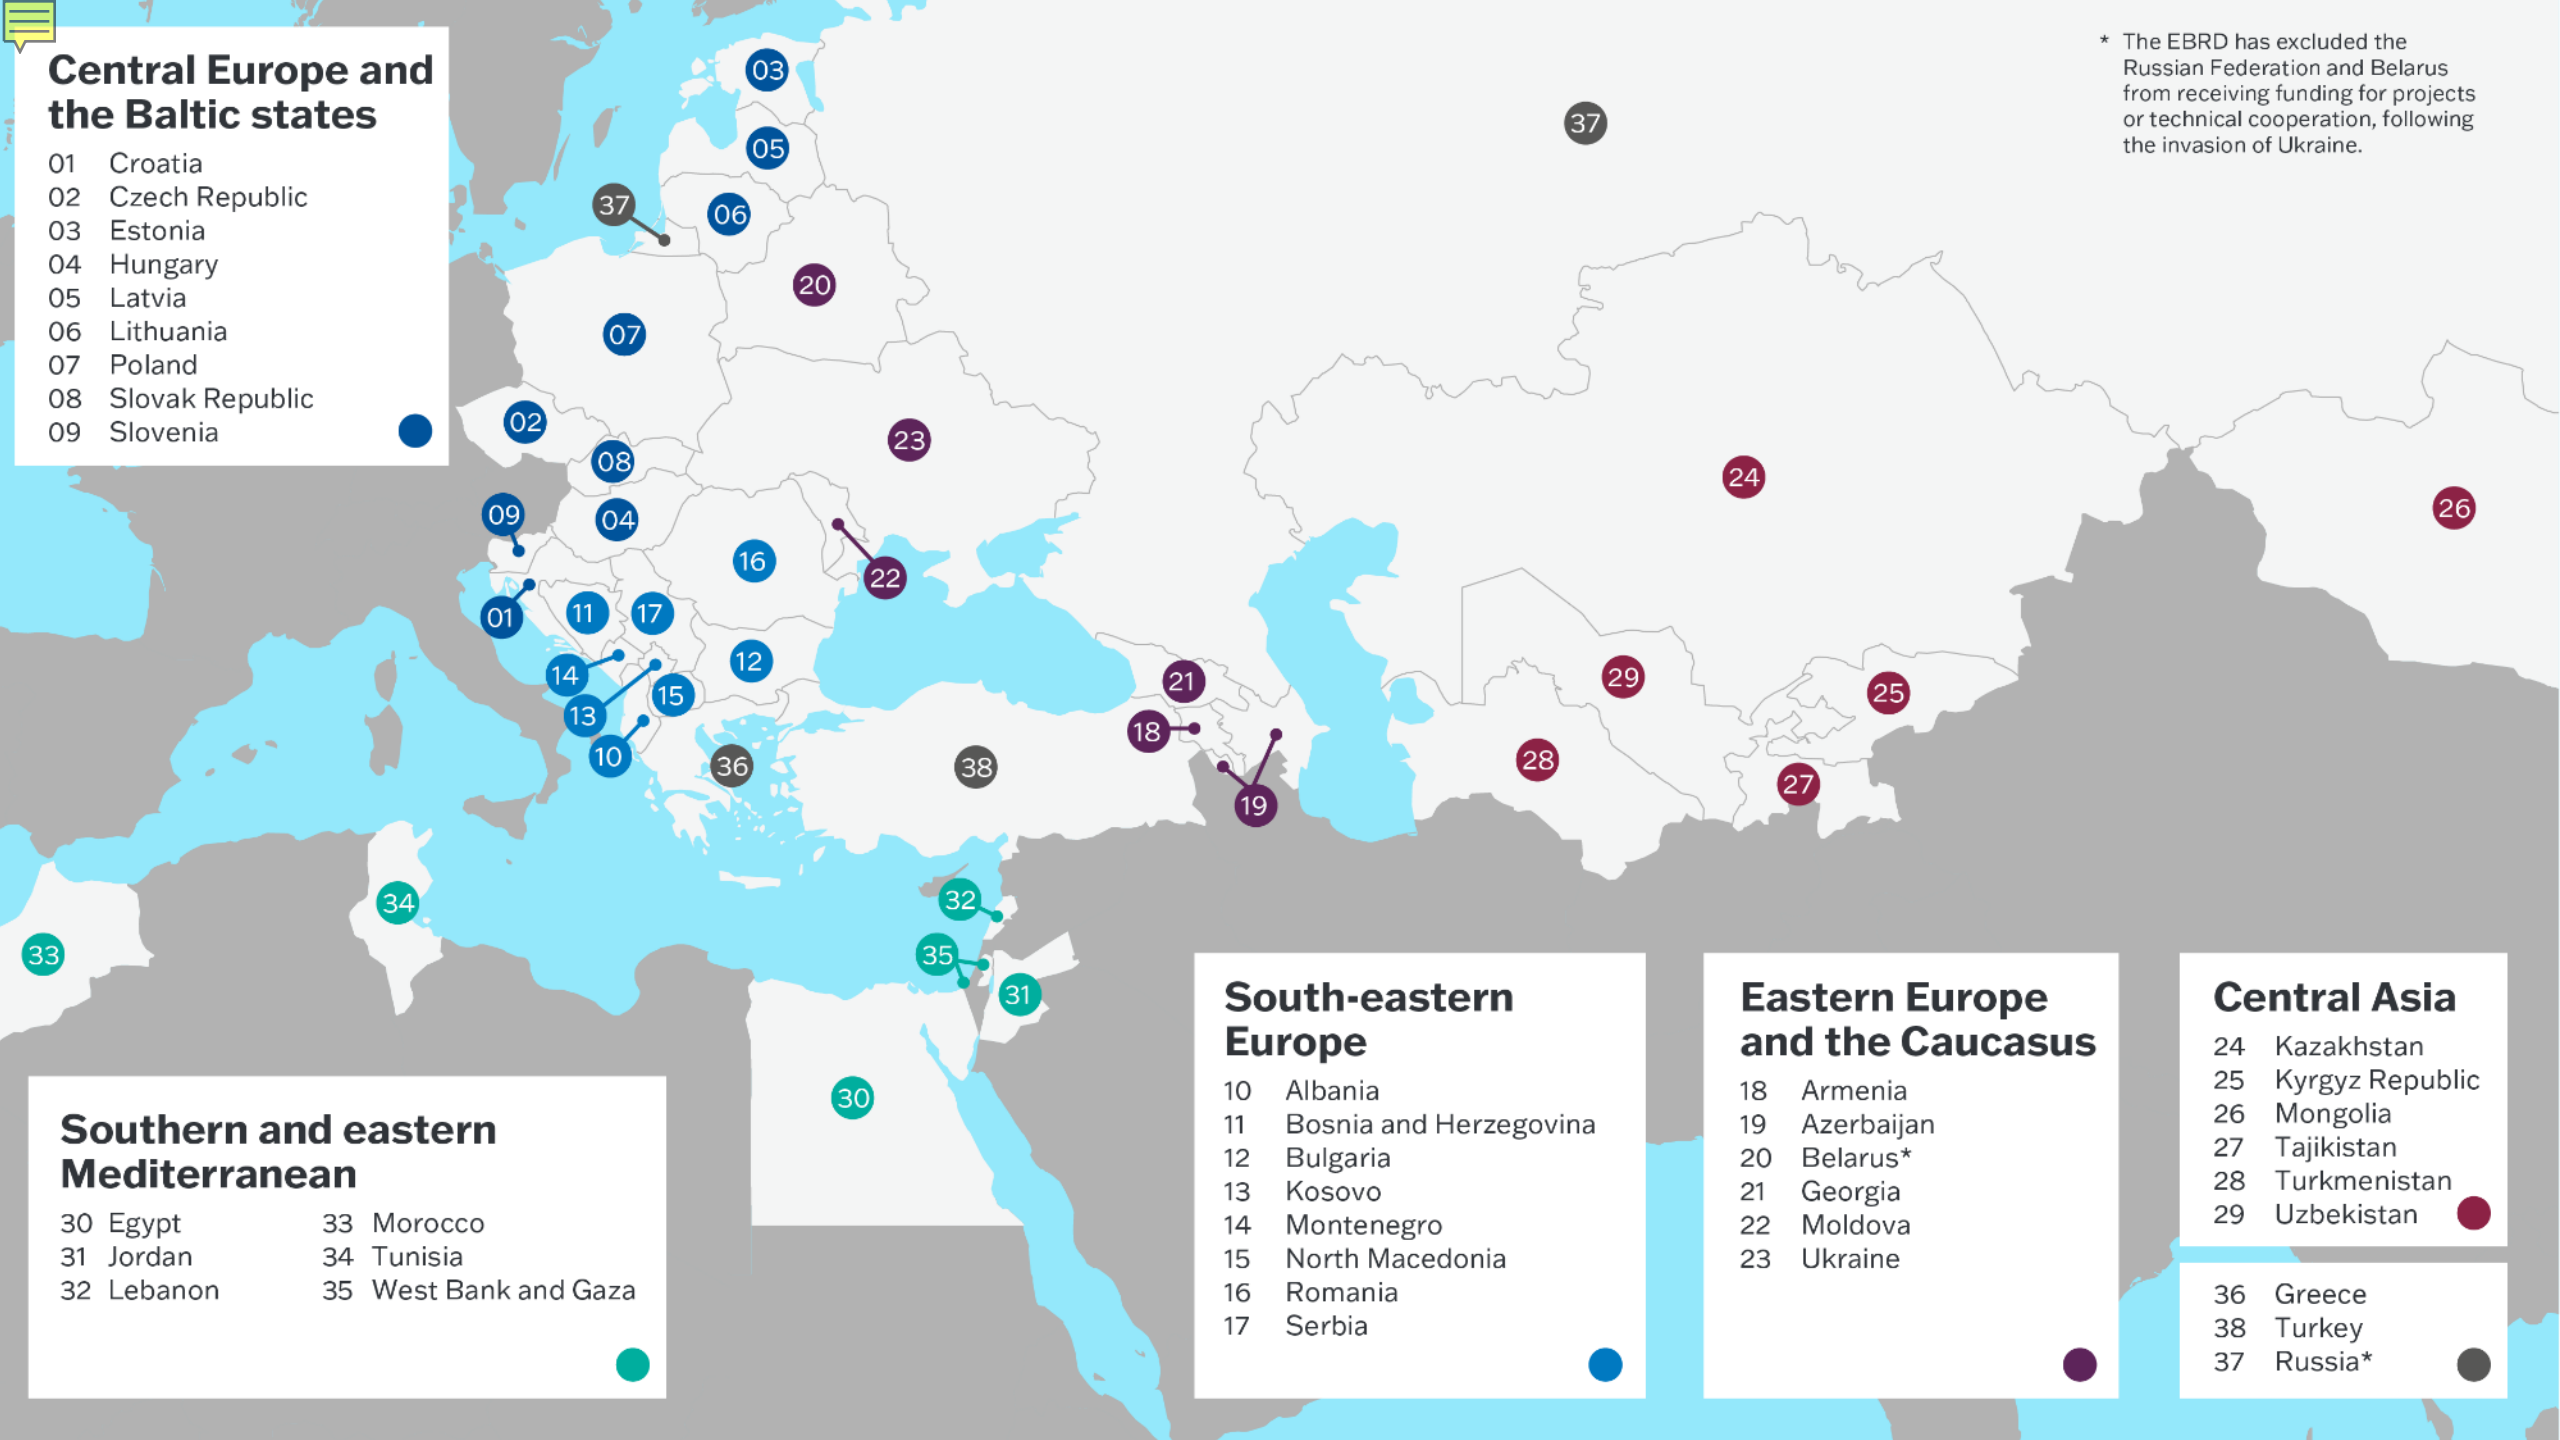 Central Europe and
the Baltic states
01 Croatia
02 Czech Republic
03 Estonia
04 Hungary
05 Latvia
06 Lithuania
07 Poland
08 Slovak Republic
09 Slovenia
* The EBRD has excluded the
Russian Federation and Belarus
from receiving funding for projects
or technical cooperation, following
the invasion of Ukraine.
03
37
05
37
06
20
07
02
23
08
24
09
04
26
16
22
01
11
17
12
14
29
21
15
25
13
18
10
36
38
28
27
19
32
34
33
35
31
30
Southern and eastern
Mediterranean
30 Egypt
31 Jordan
32 Lebanon
33 Morocco
34 Tunisia
35 West Bank and Gaza
South-eastern
Europe
10 Albania
11 Bosnia and Herzegovina
12 Bulgaria
13 Kosovo
14 Montenegro
15 North Macedonia
16 Romania
17 Serbia
Eastern Europe
and the Caucasus
18 Armenia
19 Azerbaijan
20 Belarus*
21 Georgia
22 Moldova
23 Ukraine
Central Asia
24 Kazakhstan
25 Kyrgyz Republic
26 Mongolia
27 Tajikistan
28 Turkmenistan
29 Uzbekistan
36 Greece
38 Turkey
37 Russia*